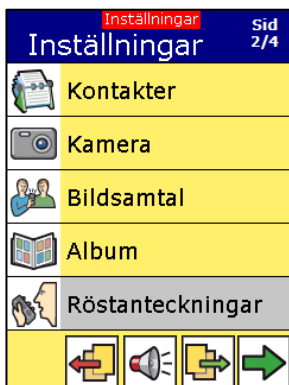 Inställningar
Inställningar
Sid
2/4
Kontakter
Kamera
Bildsamtal
Album
Röstanteckningar